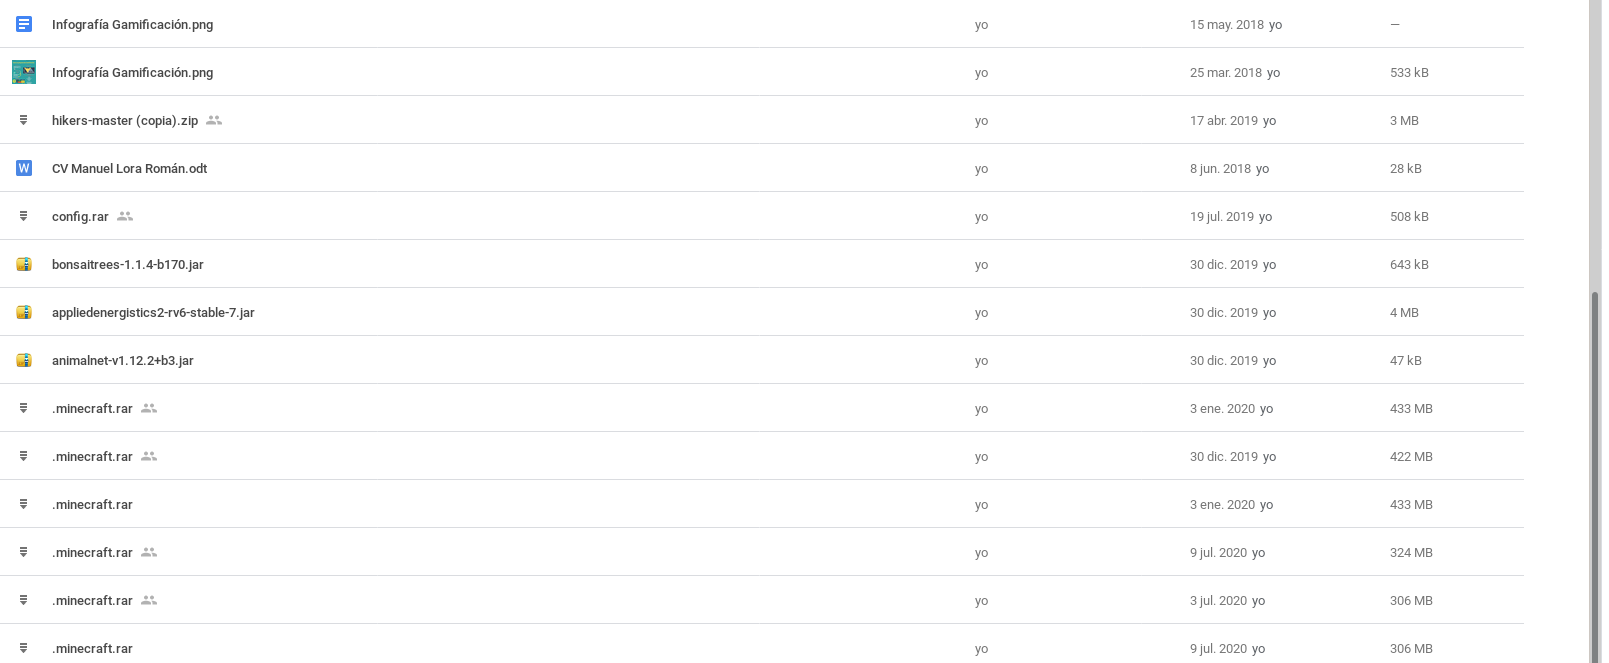 Infografía Gamificación.png yo 15 may. 2018 yo —
Infografía Gamificación.png yo 25 mar. 2018 yo 533 kB
hikers-master (copia).zip yo 17 abr. 2019 yo 3 MB
W CV Manuel Lora Román.odt yo 8 jun. 2018 yo 28 kB
config.rar yo 19 jul. 2019 yo 508 kB
bonsaitrees-1.1.4-b170.jar yo 30 dic. 2019 yo 643 kB
appliedenergistics2-rv6-stable-7.jar yo 30 dic. 2019 yo 4 MB
animalnet-v1.12.2+b3.jar yo 30 dic. 2019 yo 47 kB
.minecraft.rar yo 3 ene. 2020 yo 433 MB
.minecraft.rar yo 30 dic. 2019 yo 422 MB
.minecraft.rar yo 3 ene. 2020 yo 433 MB
.minecraft.rar yo 9 jul. 2020 yo 324 MB
.minecraft.rar yo 3 jul. 2020 yo 306 MB
.minecraft.rar yo 9 jul. 2020 yo 306 MB